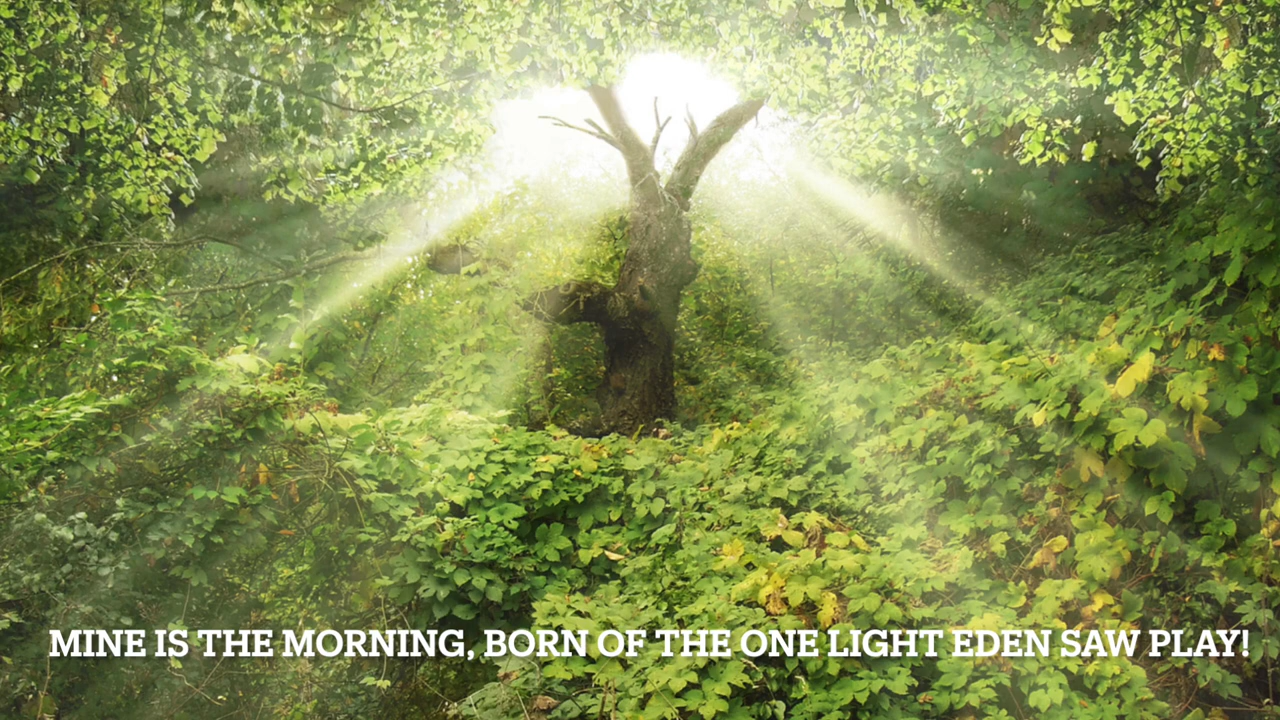 MINE IS THE MORNING, BORN OF THE ONE LIGHT EDEN SAW PLAY!